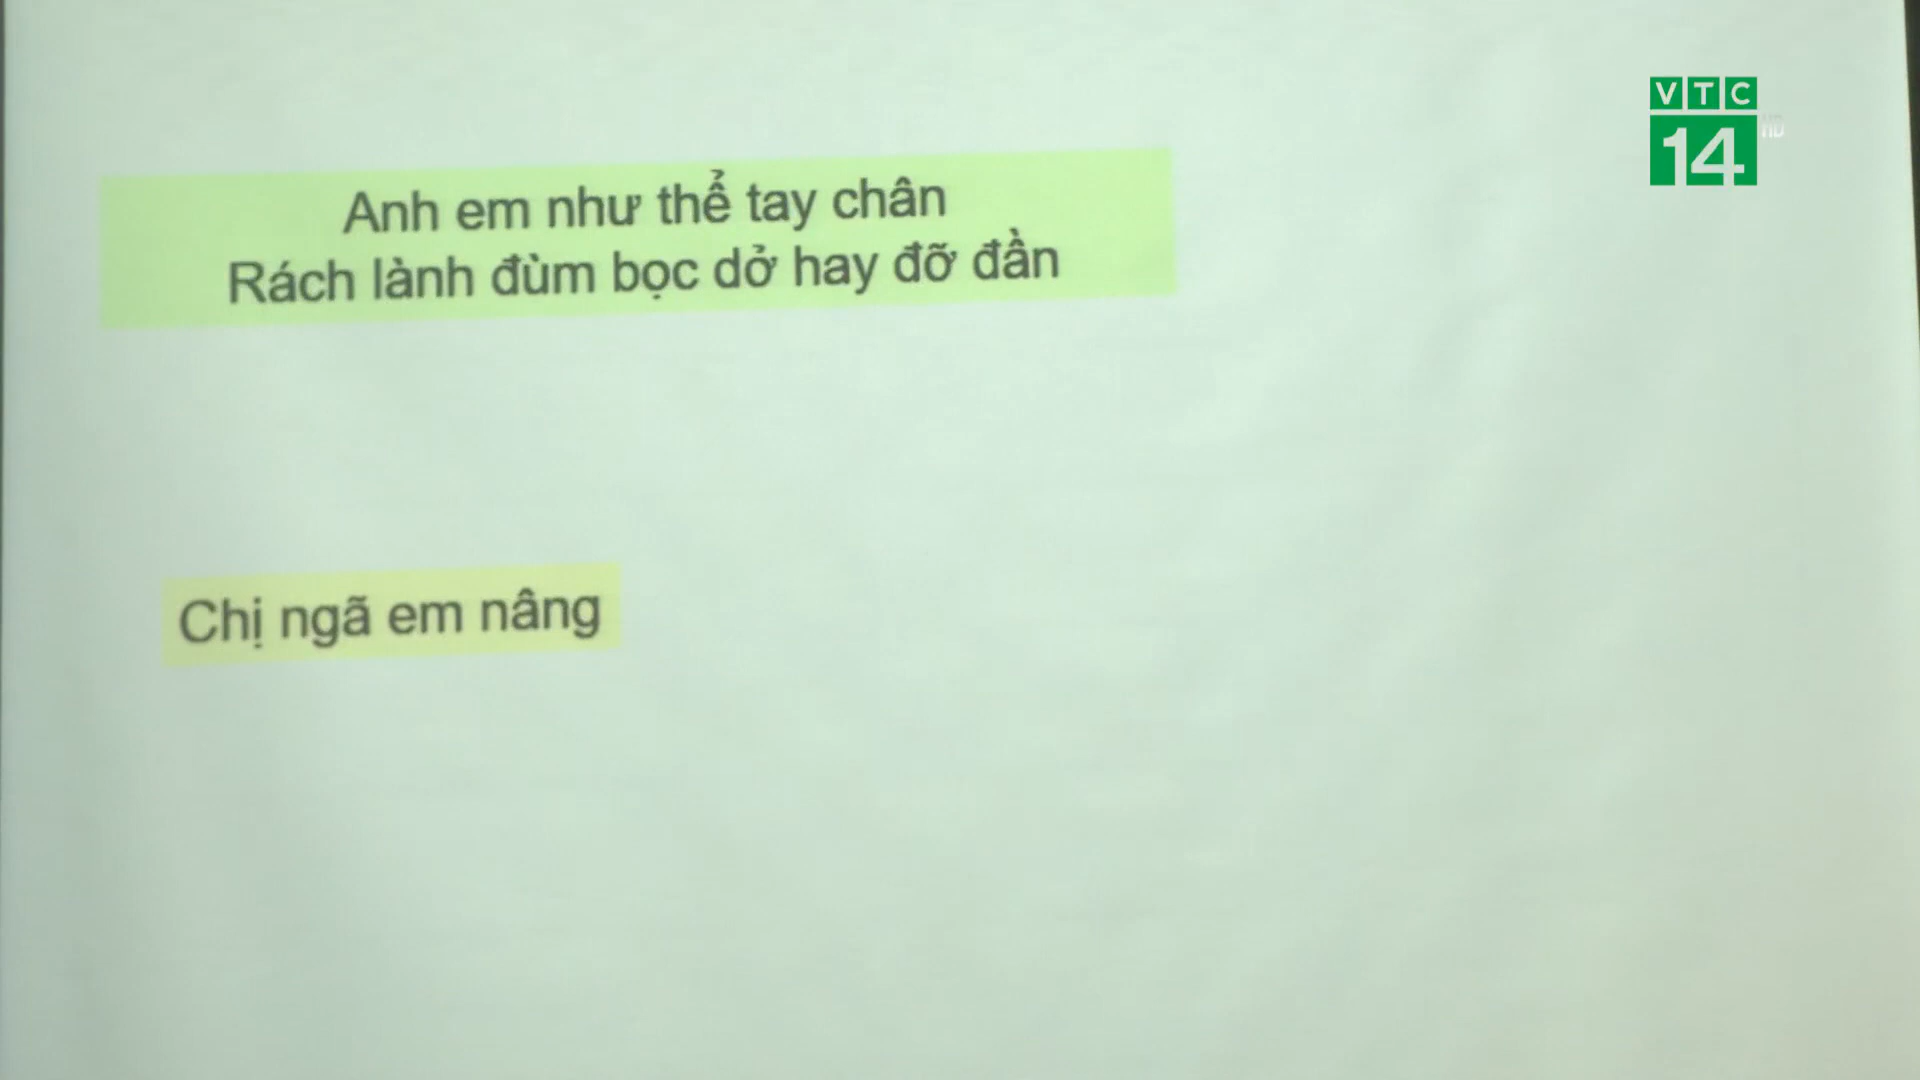 VTC
14 HD
Anh em như thể tay chân
Rách lành đùm bọc dở hay đỡ đần
Chị ngã em nâng